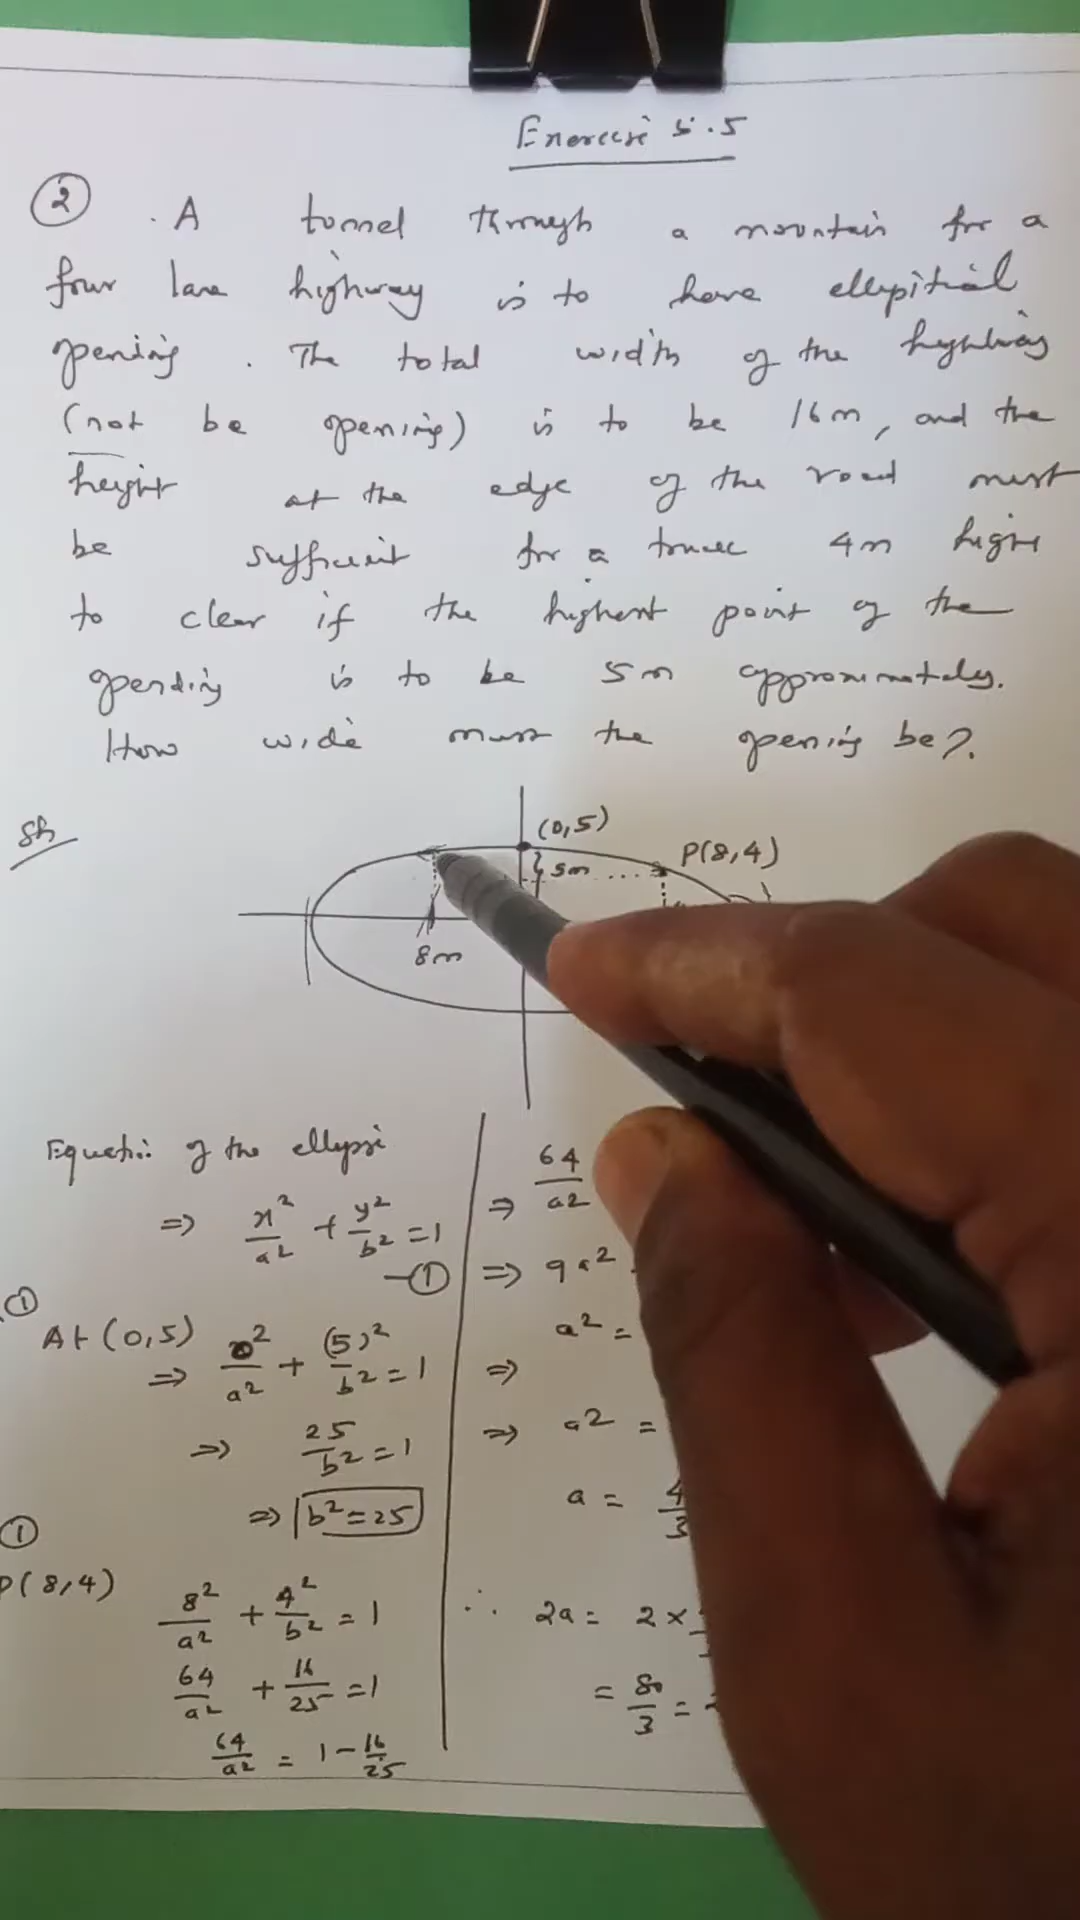 Exercise 5.5
② . A tunnel through a mountain for a
four lane highway is to have elliptical
opening . The total width of the highway
(not be opening) is to be 16m, and the
height at the edge of the road must
be sufficient for a truck 4m high
to clear if the highest point of the
opening is to be 5m approximately.
How wide must the opening be?
Sln
(0,5)
P(8,4)
5m
8m
Equation of the ellipse
⇒ x²/a² + y²/b² = 1 —①
①
At (0,5)
⇒ 0²/a² + (5)²/b² = 1
⇒ 25/b² = 1
⇒ b² = 25
①
P(8,4)
8²/a² + 4²/b² = 1
64/a² + 16/25 = 1
64/a² = 1 - 16/25
⇒ 64/a²
⇒ 9a²
a² =
⇒
⇒ a² =
a = 4 /3
∴ 2a = 2 ×
= 80/3 =